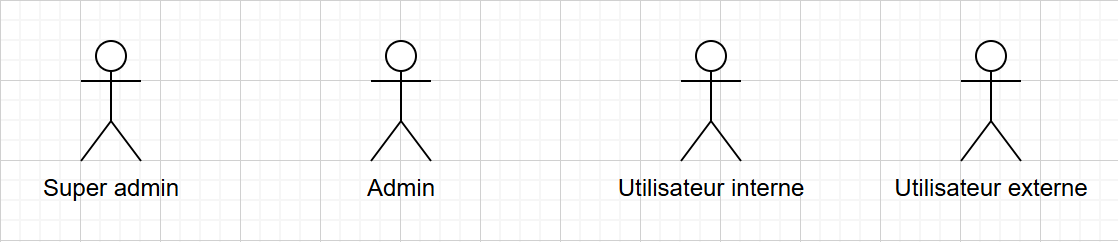 Super admin
Admin
Utilisateur interne
Utilisateur externe